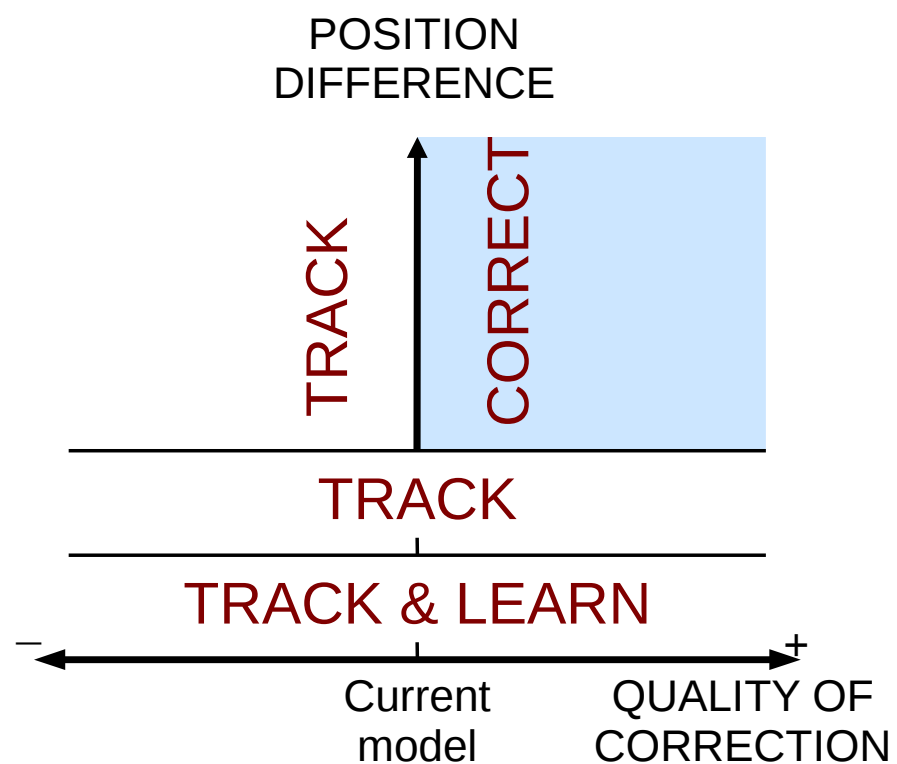 POSITION
DIFFERENCE
TRACK
CORRECT
TRACK
TRACK & LEARN
–
+
Current
model
QUALITY OF
CORRECTION